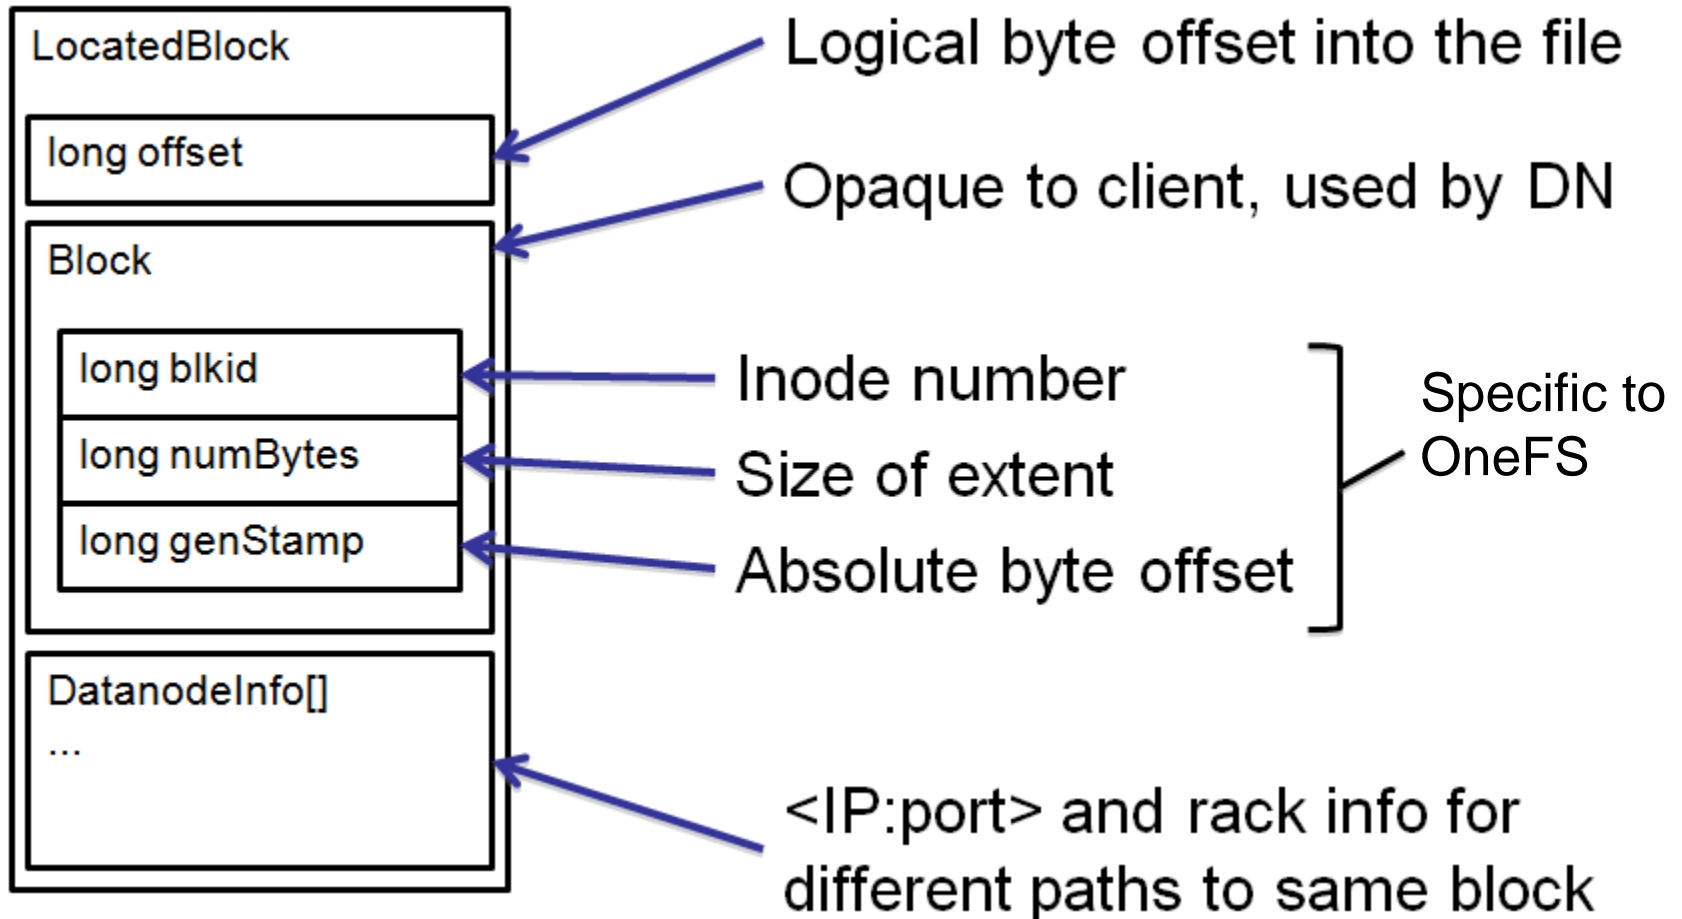 LocatedBlock
long offset
Block
long blkid
long numBytes
long genStamp
DatanodeInfo[]
...
Logical byte offset into the file
Opaque to client, used by DN
Inode number
Size of extent
Absolute byte offset
Specific to
OneFS
<IP:port> and rack info for
different paths to same block